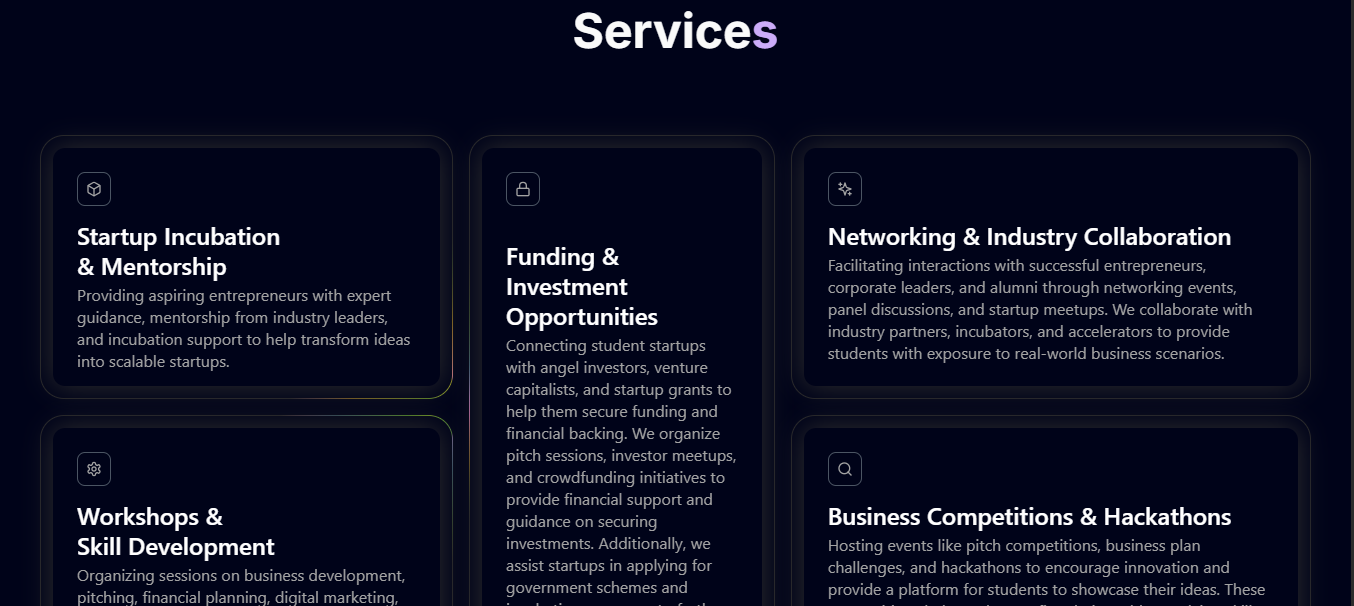 Services
Startup Incubation
& Mentorship
Providing aspiring entrepreneurs with expert
guidance, mentorship from industry leaders,
and incubation support to help transform ideas
into scalable startups.
Workshops &
Skill Development
Organizing sessions on business development,
pitching, financial planning, digital marketing,
Funding &
Investment
Opportunities
Connecting student startups
with angel investors, venture
capitalists, and startup grants to
help them secure funding and
financial backing. We organize
pitch sessions, investor meetups,
and crowdfunding initiatives to
provide financial support and
guidance on securing
investments. Additionally, we
assist startups in applying for
government schemes and
Networking & Industry Collaboration
Facilitating interactions with successful entrepreneurs,
corporate leaders, and alumni through networking events,
panel discussions, and startup meetups. We collaborate with
industry partners, incubators, and accelerators to provide
students with exposure to real-world business scenarios.
Business Competitions & Hackathons
Hosting events like pitch competitions, business plan
challenges, and hackathons to encourage innovation and
provide a platform for students to showcase their ideas. These